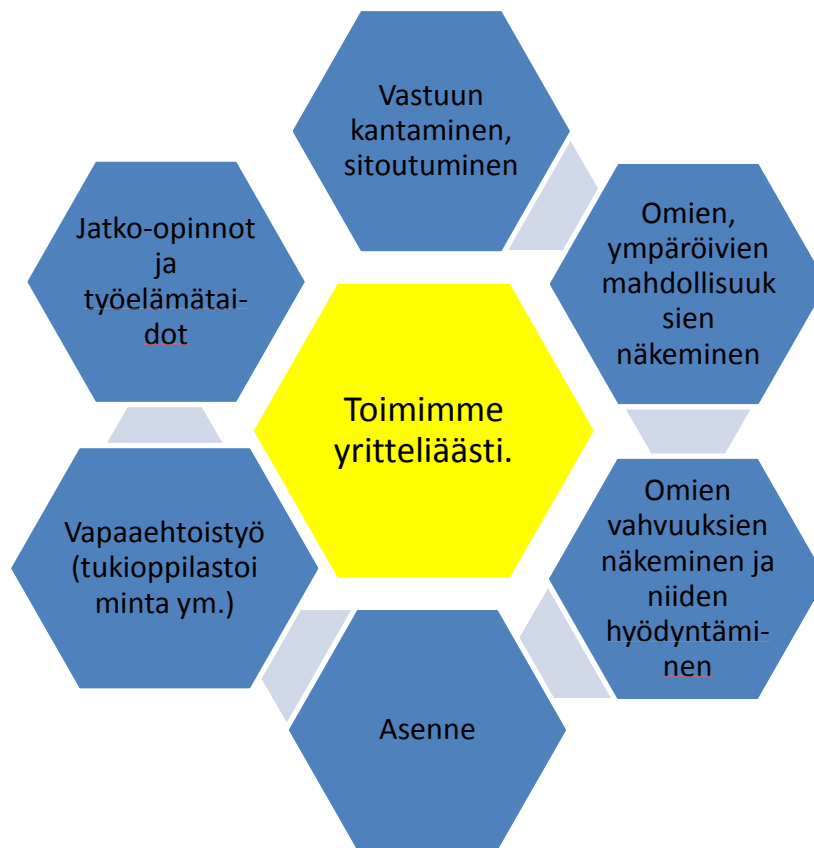 Vastuun
kantaminen,
sitoutuminen
Omien,
ympäröivien
mahdollisuuk
sien
näkeminen
Omien
vahvuuksien
näkeminen ja
niiden
hyödyntämi-
nen
Asenne
Vapaaehtoistyö
(tukioppilastoi
minta ym.)
Jatko-opinnot
ja
työelämätai-
dot
Toimimme
yritteliäästi.